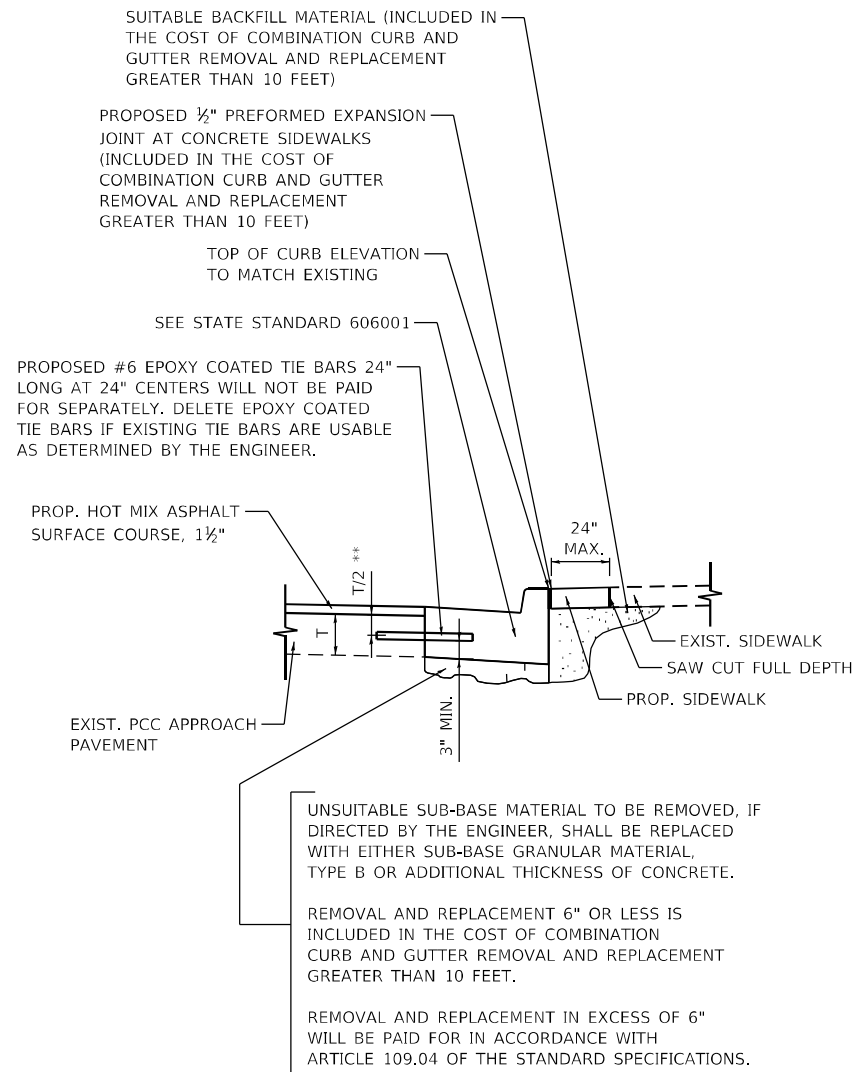 SUITABLE BACKFILL MATERIAL (INCLUDED IN
THE COST OF COMBINATION CURB AND
GUTTER REMOVAL AND REPLACEMENT
GREATER THAN 10 FEET)
PROPOSED ½" PREFORMED EXPANSION
JOINT AT CONCRETE SIDEWALKS
(INCLUDED IN THE COST OF
COMBINATION CURB AND GUTTER
REMOVAL AND REPLACEMENT
GREATER THAN 10 FEET)
TOP OF CURB ELEVATION
TO MATCH EXISTING
SEE STATE STANDARD 606001
PROPOSED #6 EPOXY COATED TIE BARS 24"
LONG AT 24" CENTERS WILL NOT BE PAID
FOR SEPARATELY. DELETE EPOXY COATED
TIE BARS IF EXISTING TIE BARS ARE USABLE
AS DETERMINED BY THE ENGINEER.
PROP. HOT MIX ASPHALT
SURFACE COURSE, 1½"
T/2 **
24"
MAX.
T
EXIST. SIDEWALK
SAW CUT FULL DEPTH
PROP. SIDEWALK
EXIST. PCC APPROACH
PAVEMENT
3" MIN.
UNSUITABLE SUB-BASE MATERIAL TO BE REMOVED, IF
DIRECTED BY THE ENGINEER, SHALL BE REPLACED
WITH EITHER SUB-BASE GRANULAR MATERIAL,
TYPE B OR ADDITIONAL THICKNESS OF CONCRETE.
REMOVAL AND REPLACEMENT 6" OR LESS IS
INCLUDED IN THE COST OF COMBINATION
CURB AND GUTTER REMOVAL AND REPLACEMENT
GREATER THAN 10 FEET.
REMOVAL AND REPLACEMENT IN EXCESS OF 6"
WILL BE PAID FOR IN ACCORDANCE WITH
ARTICLE 109.04 OF THE STANDARD SPECIFICATIONS.